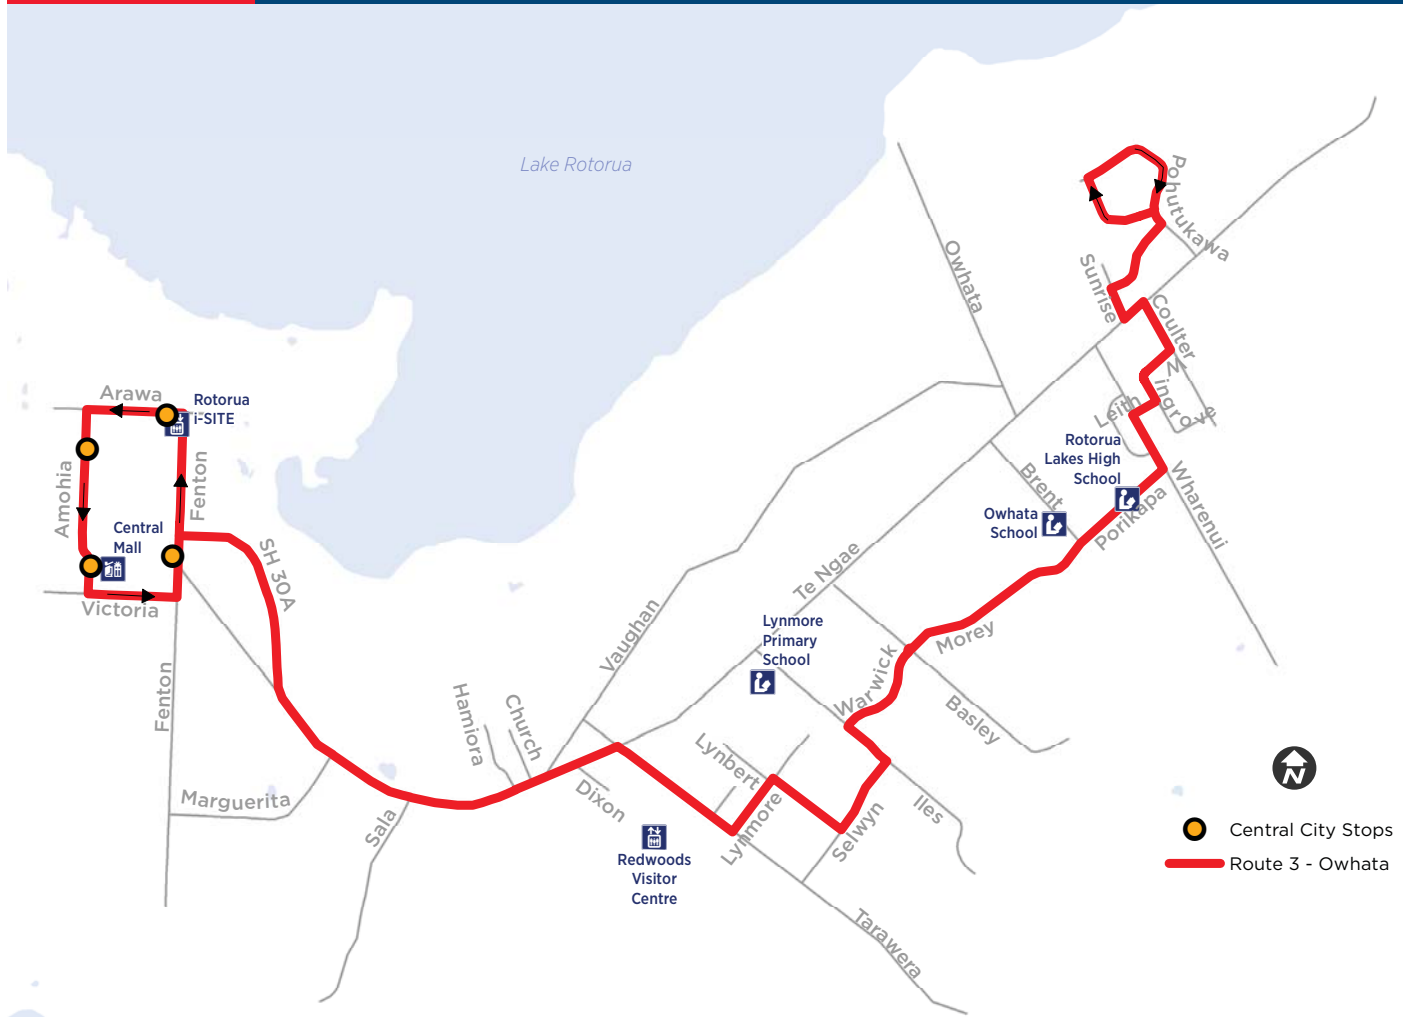 Lake Rotorua
Pohutukawa
Owhata
Sunrise
Coulter
Wingrove
Leith
Arawa
Rotorua
i-SITE
Amohia
Fenton
Central
Mall
Victoria
SH 30A
Rotorua
Lakes High
School
Brent
Owhata
School
Porikapa
Wharenui
Te Ngae
Vaughan
Lynmore
Primary
School
Morey
Warwick
Basley
Fenton
Hamiora
Church
Lynbert
Marguerita
Sala
Dixon
Lynmore
Selwyn
Iles
Redwoods
Visitor
Centre
Tarawera
N
Central City Stops
Route 3 - Owhata